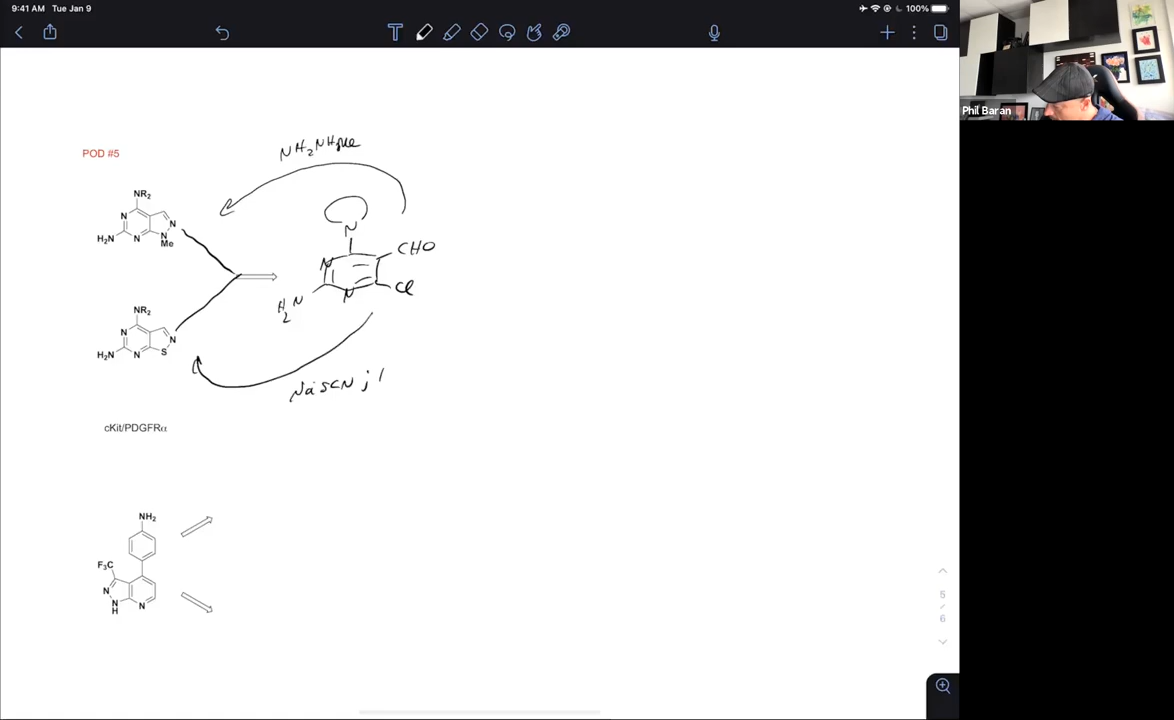 9:41 AM Tue Jan 9
100%
Phil Baran
POD #5
NH2NHMe
NR2
N
N
N
H2N
N
N
Me
N
N
CHO
N
Cl
H2N
NR2
N
N
H2N
N
S
NaSCN ;
cKit/PDGFRα
NH2
F3C
N
N
H
N
5
/
6